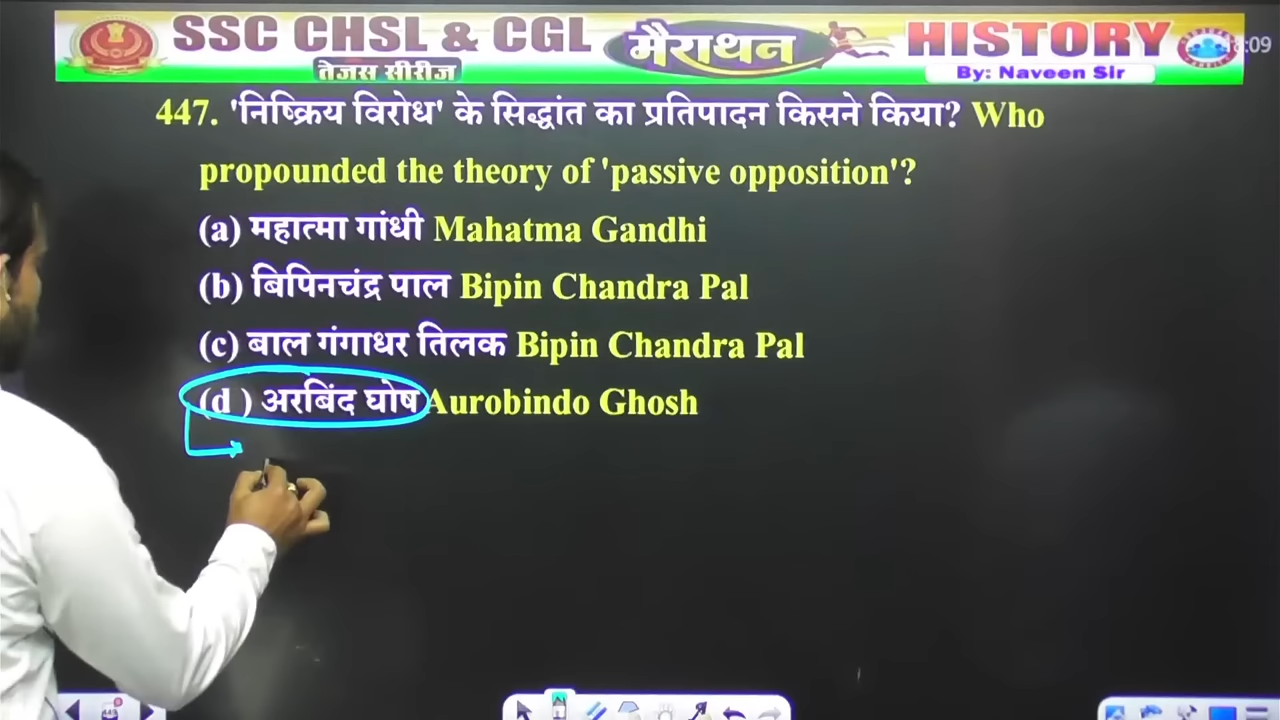 SSC CHSL & CGL मैराथन HISTORY
तेजस सीरीज By: Naveen Sir
447. 'निष्क्रिय विरोध' के सिद्धांत का प्रतिपादन किसने किया? Who
propounded the theory of 'passive opposition'?
(a) महात्मा गांधी Mahatma Gandhi
(b) बिपिनचंद्र पाल Bipin Chandra Pal
(c) बाल गंगाधर तिलक Bipin Chandra Pal
(d ) अरबिंद घोष Aurobindo Ghosh